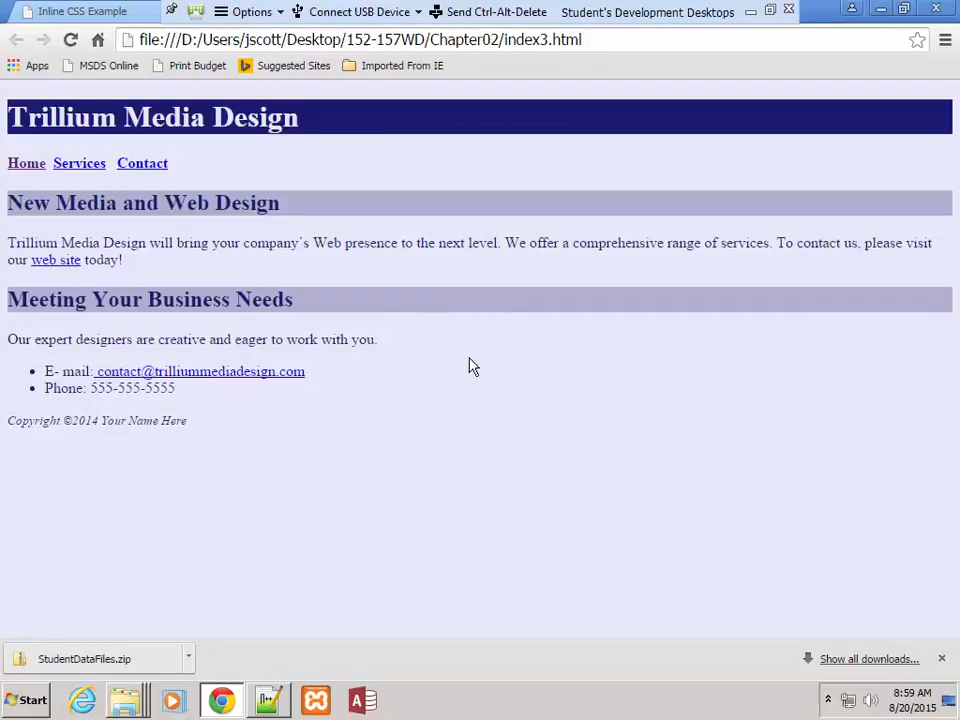 Inline CSS Example
Options
Connect USB Device
Send Ctrl-Alt-Delete
Student's Development Desktops
file:///D:/Users/jscott/Desktop/152-157WD/Chapter02/index3.html
Apps
MSDS Online
Print Budget
Suggested Sites
Imported From IE
Trillium Media Design
Home Services Contact
New Media and Web Design
Trillium Media Design will bring your company's Web presence to the next level. We offer a comprehensive range of services. To contact us, please visit
our web site today!
Meeting Your Business Needs
Our expert designers are creative and eager to work with you.
• E- mail: contact@trilliummediadesign.com
• Phone: 555-555-5555
Copyright ©2014 Your Name Here
StudentDataFiles.zip
Show all downloads...
Start
8:59 AM
8/20/2015